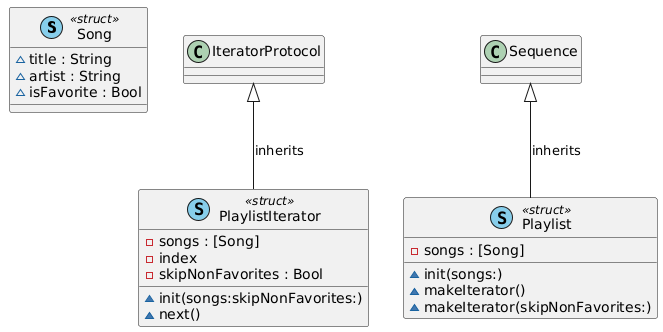 S «struct»
Song
title : String
artist : String
isFavorite : Bool
C IteratorProtocol
C Sequence
inherits
inherits
S «struct»
PlaylistIterator
songs : [Song]
index
skipNonFavorites : Bool
init(songs:skipNonFavorites:)
next()
S «struct»
Playlist
songs : [Song]
init(songs:)
makeIterator()
makeIterator(skipNonFavorites:)